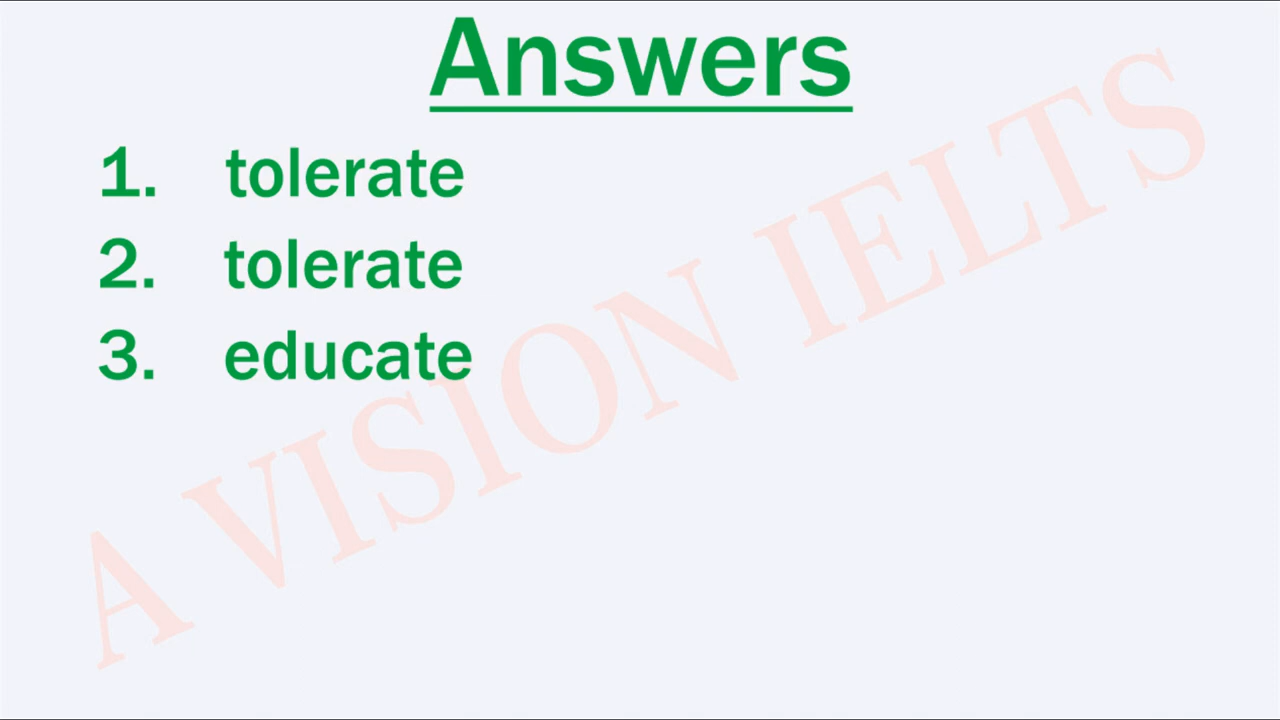 Answers
1. tolerate
2. tolerate
3. educate
A VISION IELTS